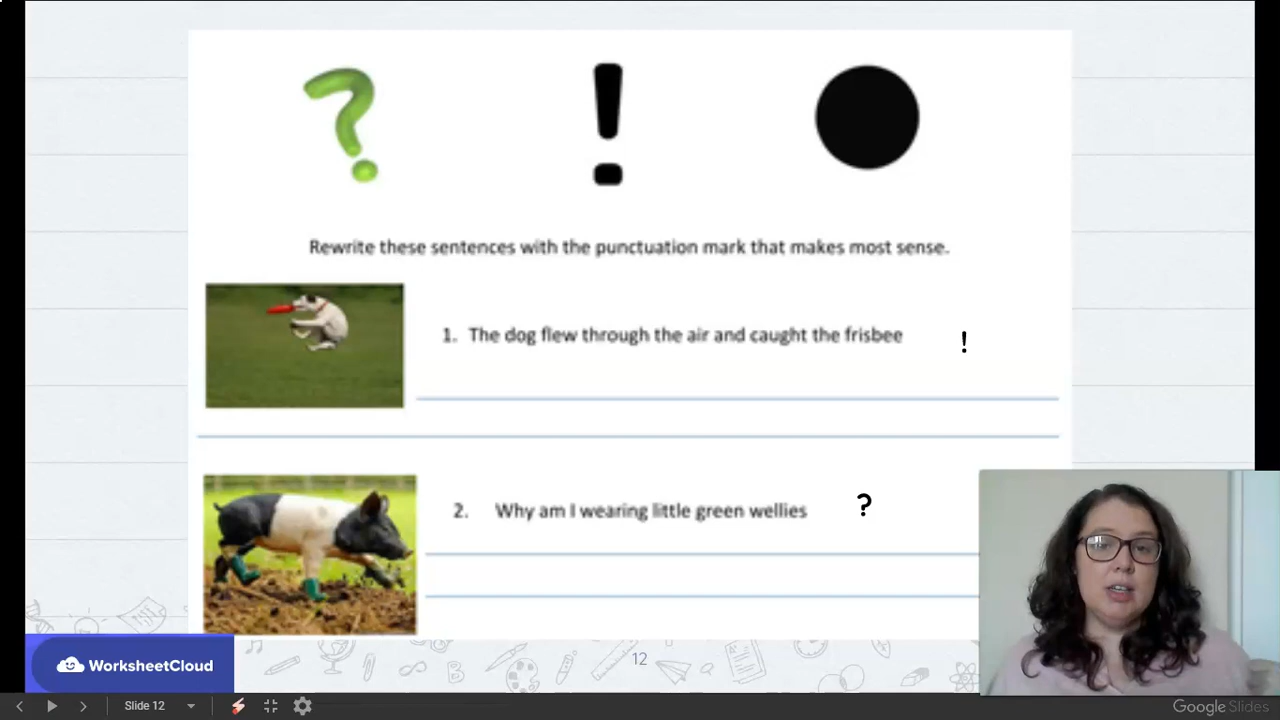 ? ! .
Rewrite these sentences with the punctuation mark that makes most sense.
1. The dog flew through the air and caught the frisbee !
2. Why am I wearing little green wellies ?
WorksheetCloud
12
Slide 12
Google Slides